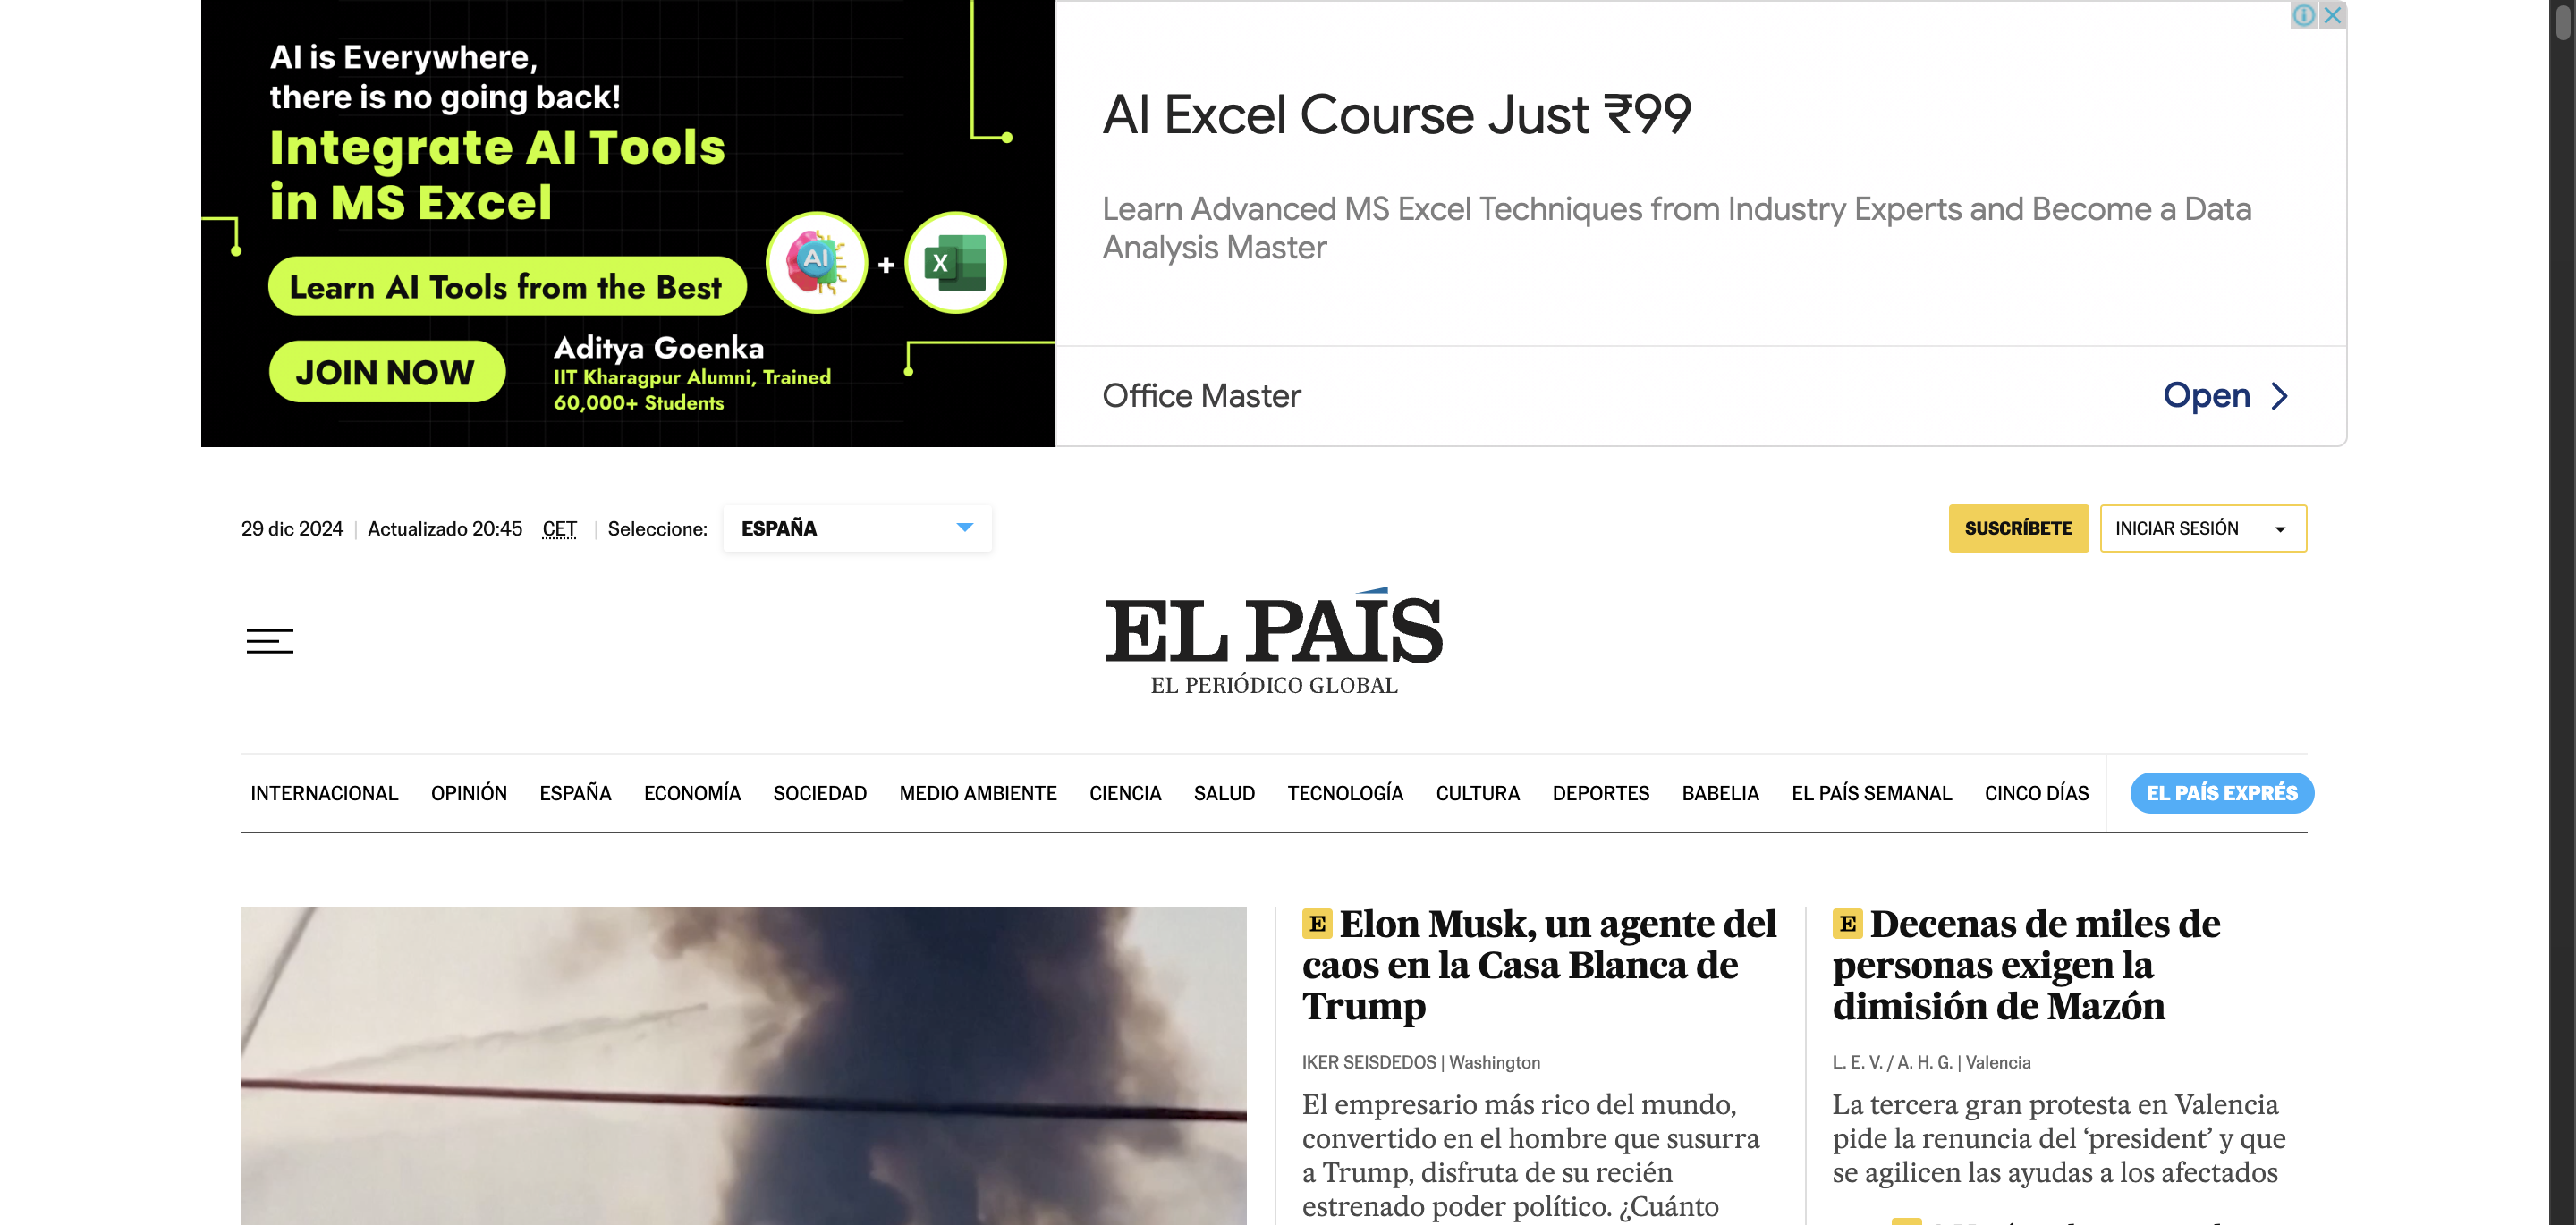 AI is Everywhere,
there is no going back!
Integrate AI Tools
in MS Excel
Learn AI Tools from the Best
AI
+
X
JOIN NOW
Aditya Goenka
IIT Kharagpur Alumni, Trained
60,000+ Students
AI Excel Course Just ₹99
Learn Advanced MS Excel Techniques from Industry Experts and Become a Data
Analysis Master
Office Master
Open
29 dic 2024 | Actualizado 20:45 CET | Seleccione: ESPAÑA
SUSCRÍBETE
INICIAR SESIÓN
EL PAÍS
EL PERIÓDICO GLOBAL
INTERNACIONAL OPINIÓN ESPAÑA ECONOMÍA SOCIEDAD MEDIO AMBIENTE CIENCIA SALUD TECNOLOGÍA CULTURA DEPORTES BABELIA EL PAÍS SEMANAL CINCO DÍAS EL PAÍS EXPRÉS
E Elon Musk, un agente del
caos en la Casa Blanca de
Trump
IKER SEISDEDOS | Washington
El empresario más rico del mundo,
convertido en el hombre que susurra
a Trump, disfruta de su recién
estrenado poder político. ¿Cuánto
E Decenas de miles de
personas exigen la
dimisión de Mazón
L. E. V. / A. H. G. | Valencia
La tercera gran protesta en Valencia
pide la renuncia del ‘president’ y que
se agilicen las ayudas a los afectados